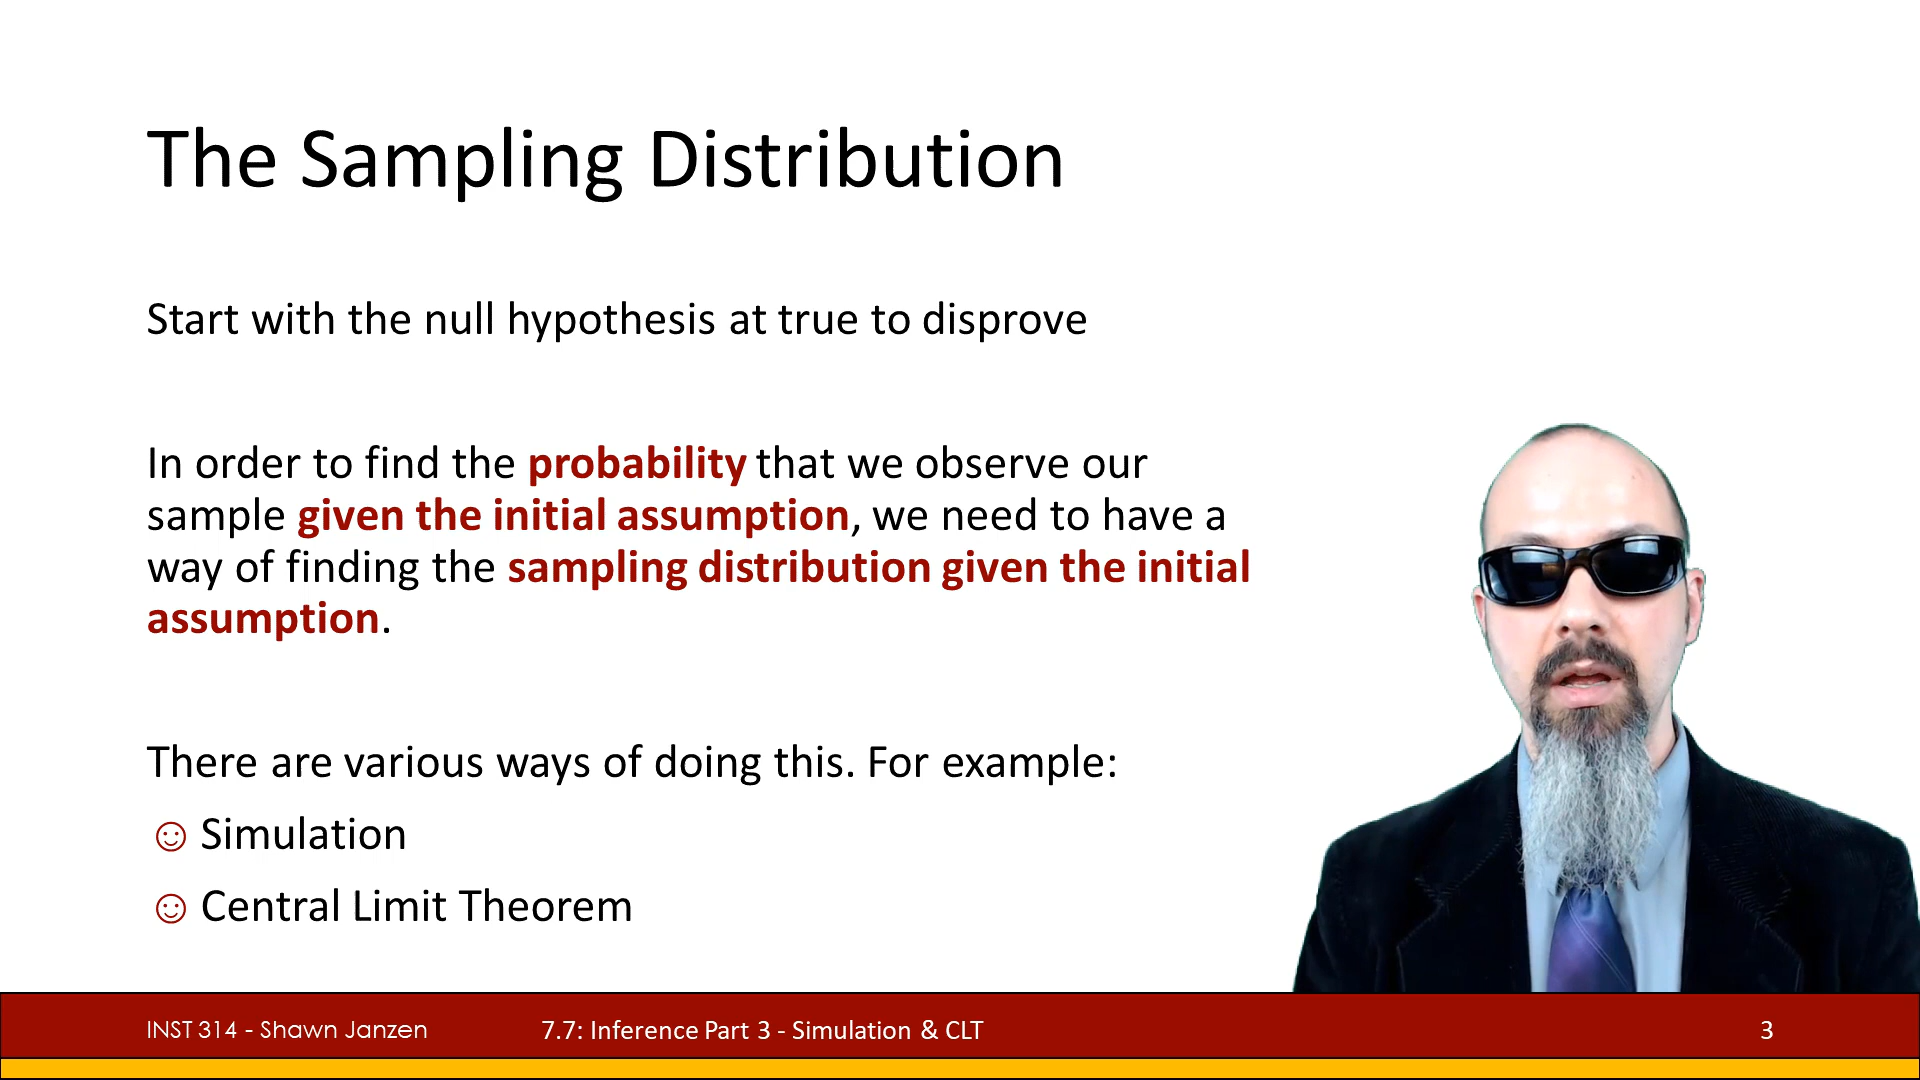 The Sampling Distribution
Start with the null hypothesis at true to disprove
In order to find the probability that we observe our
sample given the initial assumption, we need to have a
way of finding the sampling distribution given the initial
assumption.
There are various ways of doing this. For example:
☺ Simulation
☺ Central Limit Theorem
INST 314 - Shawn Janzen
7.7: Inference Part 3 - Simulation & CLT
3